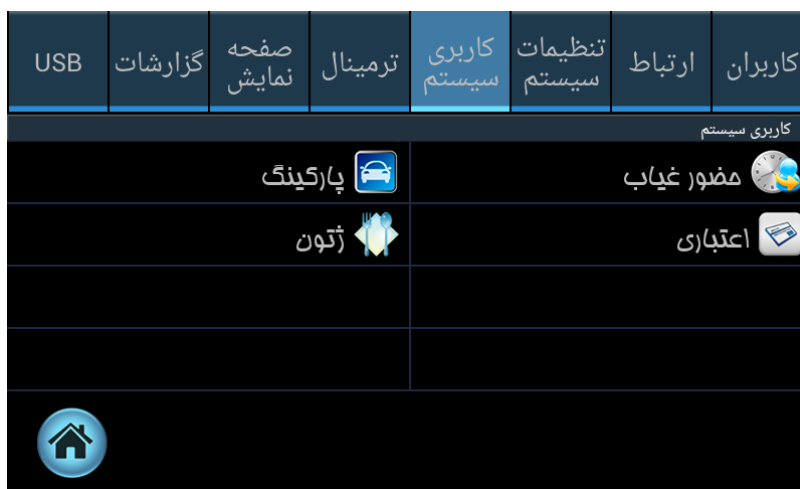 کاربران
ارتباط
تنظیمات
سیستم
کاربری
سیستم
ترمینال
صفحه
نمایش
گزارشات
USB
کاربری سیستم
حضور غیاب
پارکینگ
اعتباری
ژتون